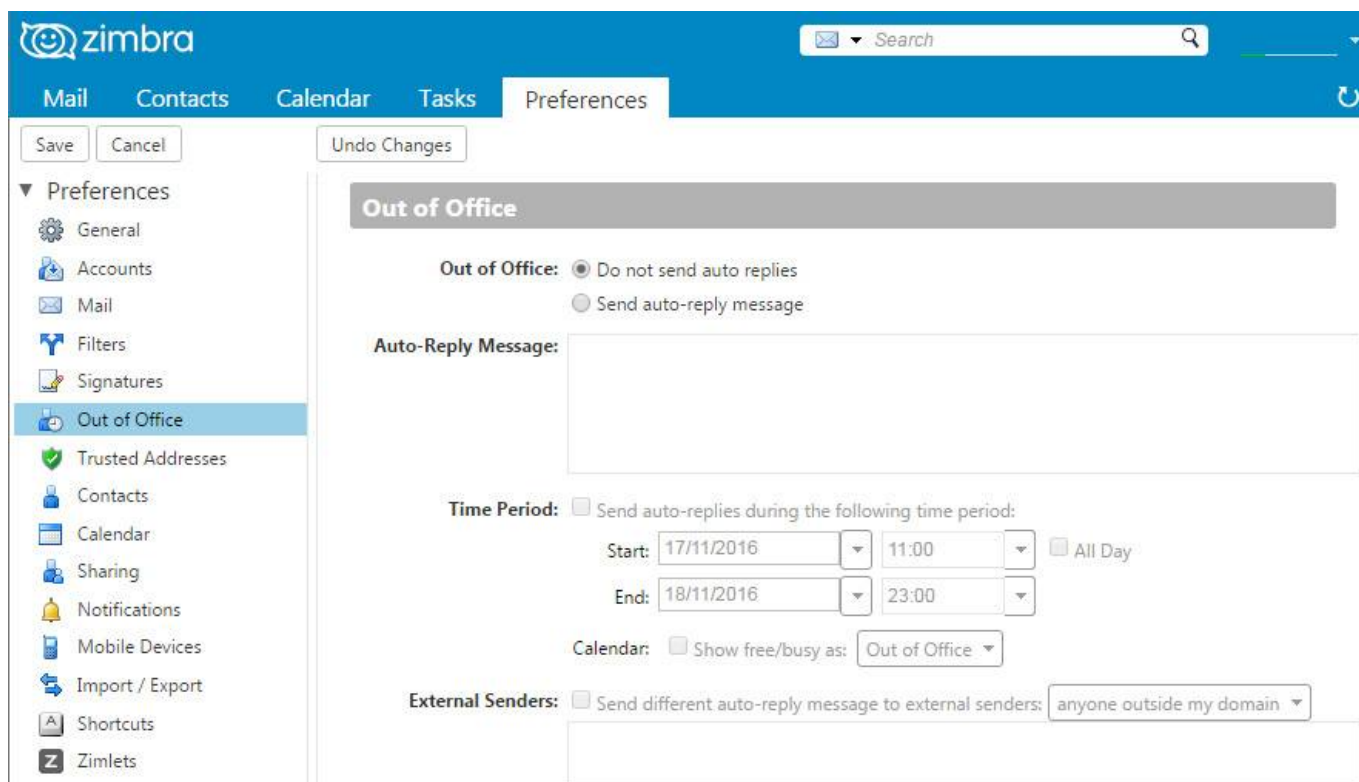 zimbra
Search
Mail Contacts Calendar Tasks Preferences
Save Cancel Undo Changes
Preferences
General
Accounts
Mail
Filters
Signatures
Out of Office
Trusted Addresses
Contacts
Calendar
Sharing
Notifications
Mobile Devices
Import / Export
A Shortcuts
Z Zimlets
Out of Office
Out of Office: Do not send auto replies
Send auto-reply message
Auto-Reply Message:
Time Period: Send auto-replies during the following time period:
Start: 17/11/2016 11:00 All Day
End: 18/11/2016 23:00
Calendar: Show free/busy as: Out of Office
External Senders: Send different auto-reply message to external senders: anyone outside my domain